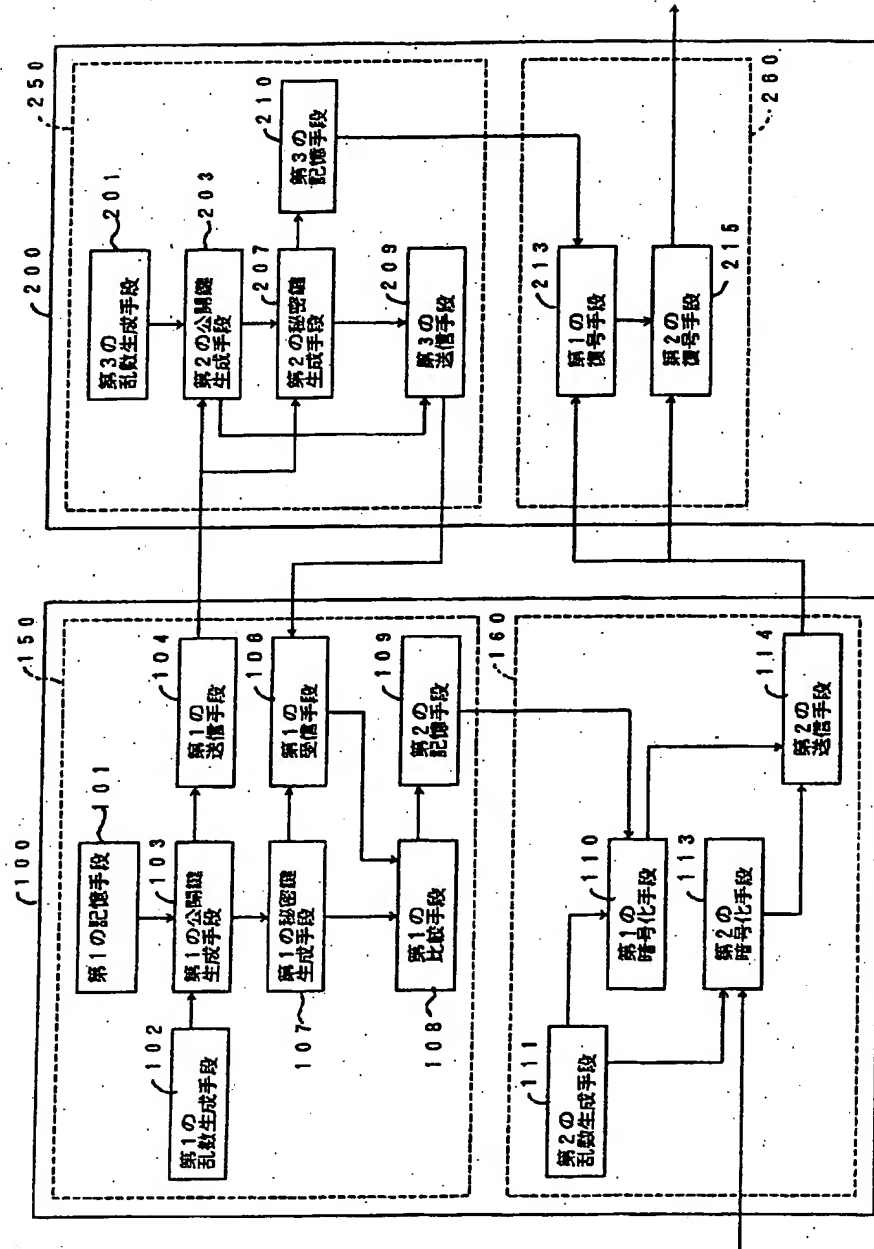 100
150
第1の記憶手段
101
102
第1の
乱数生成手段
103
第1の公開鍵
生成手段
104
第1の
送信手段
107
第1の秘密鍵
生成手段
106
第1の
受信手段
108
第1の
比較手段
109
第2の
記憶手段
160
111
第2の
乱数生成手段
110
第1の
暗号化手段
113
第2の
暗号化手段
114
第2の
送信手段
200
250
201
第3の
乱数生成手段
203
第2の公開鍵
生成手段
207
第2の秘密鍵
生成手段
210
第3の
記憶手段
209
第3の
送信手段
260
213
第1の
復号手段
215
第2の
復号手段